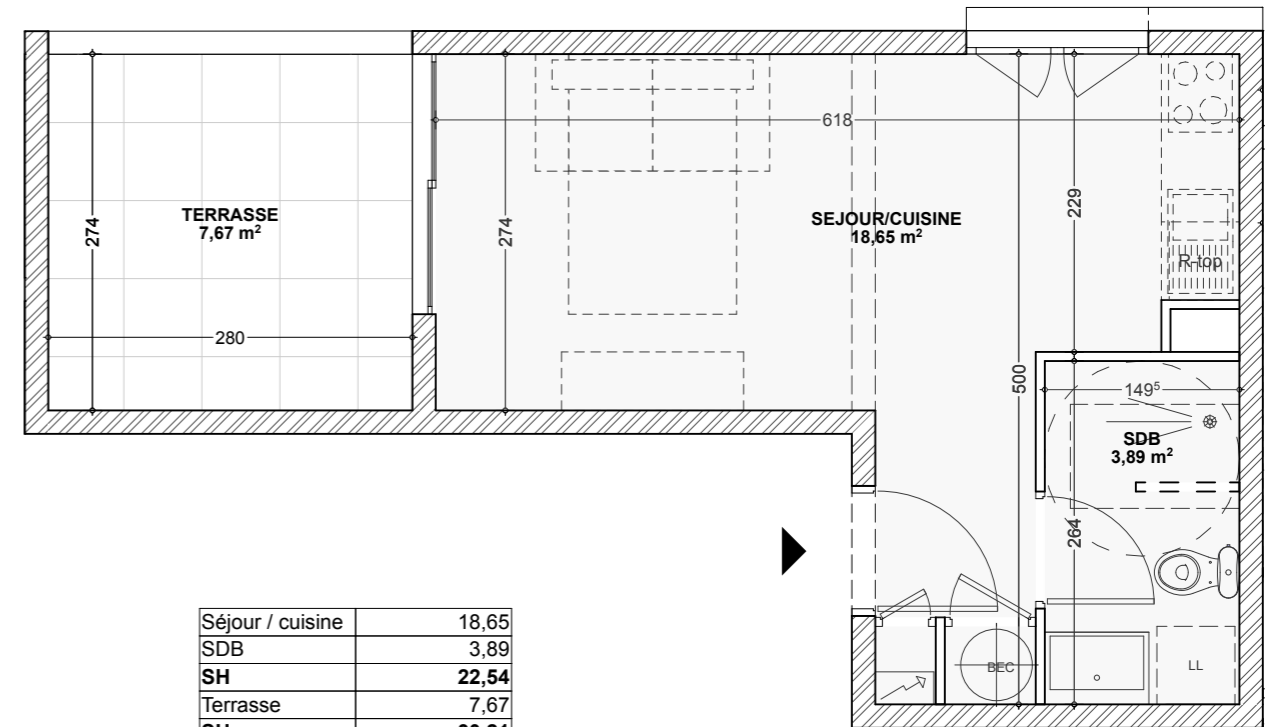 618
TERRASSE
7,67 m²
274
274
SEJOUR/CUISINE
18,65 m²
229
R-top
280
500
149⁵
SDB
3,89 m²
264
BEC
LL
Séjour / cuisine 18,65
SDB 3,89
SH 22,54
Terrasse 7,67